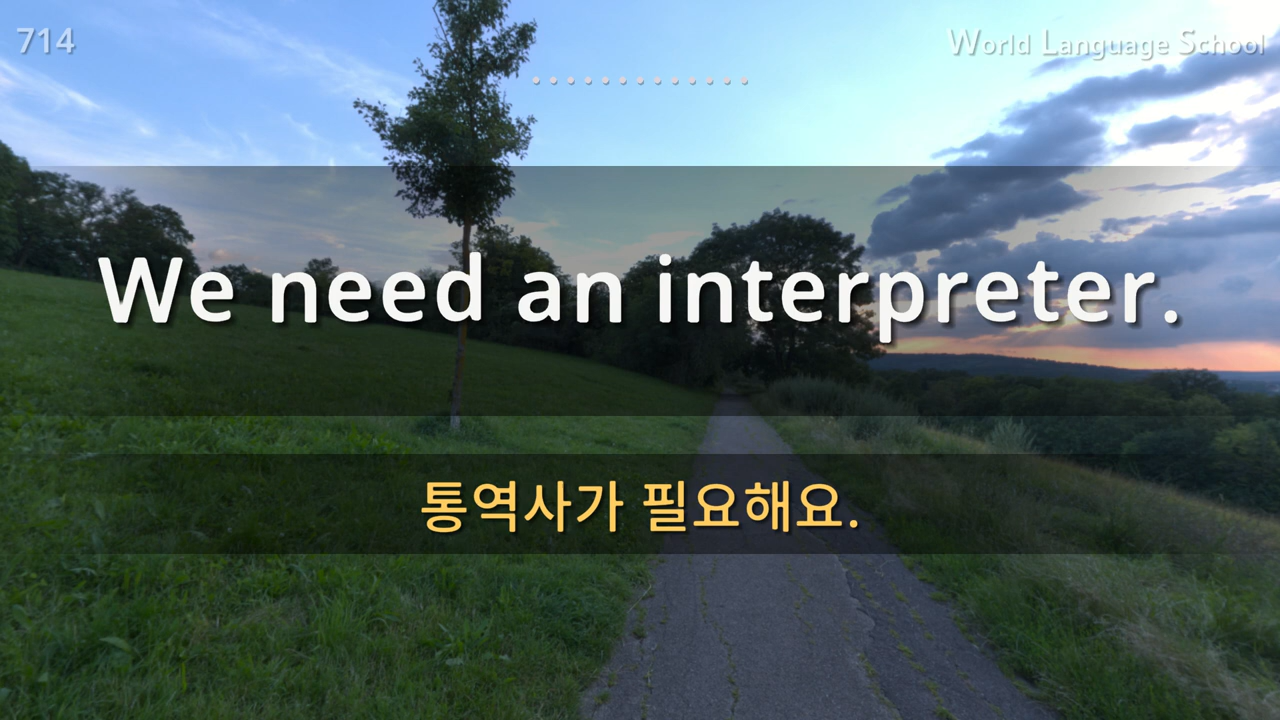 714
World Language School
We need an interpreter.
통역사가 필요해요.